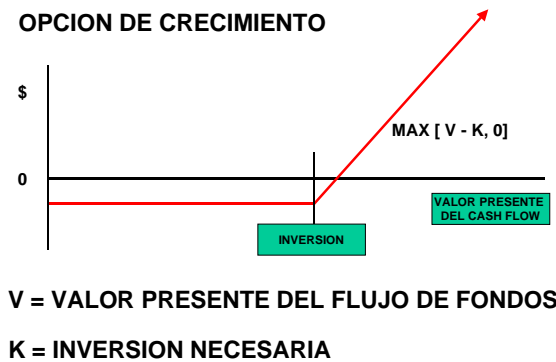 OPCION DE CRECIMIENTO
$
MAX [ V - K, 0]
0
VALOR PRESENTE
DEL CASH FLOW
INVERSION
V = VALOR PRESENTE DEL FLUJO DE FONDOS
K = INVERSION NECESARIA